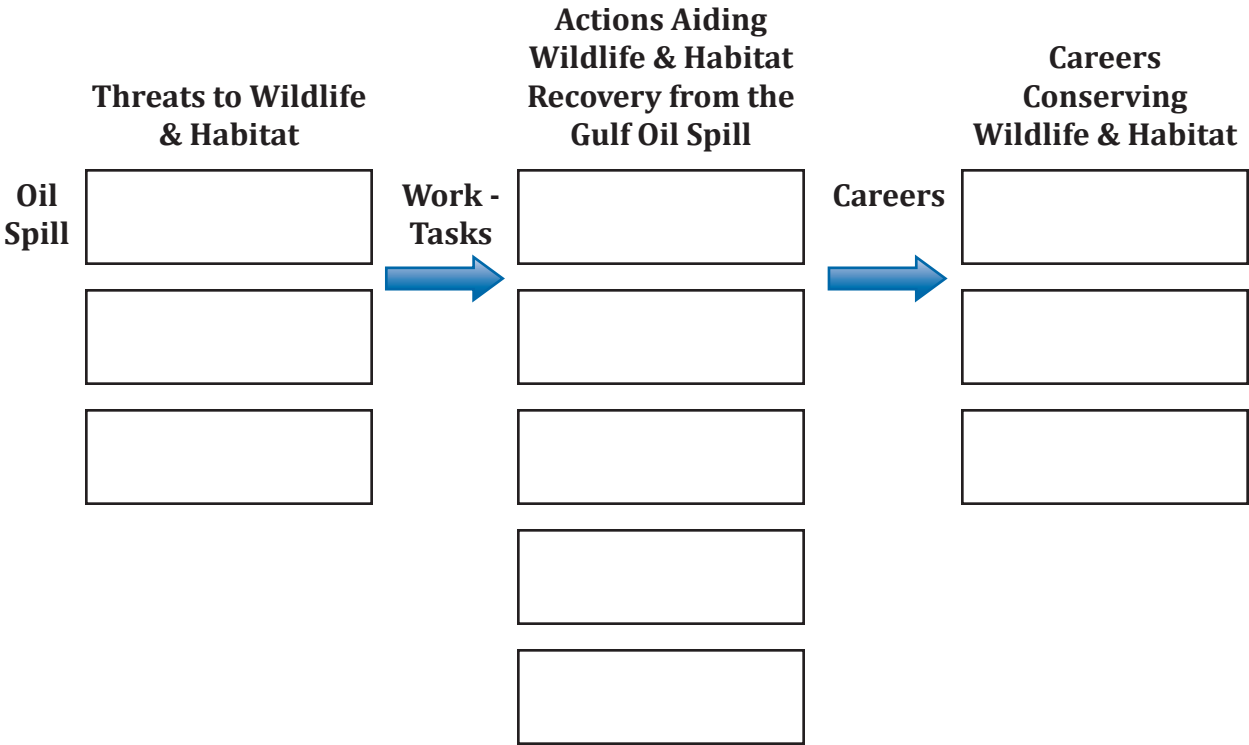 Threats to Wildlife
& Habitat
Actions Aiding
Wildlife & Habitat
Recovery from the
Gulf Oil Spill
Careers
Conserving
Wildlife & Habitat
Oil
Spill
Work -
Tasks
Careers